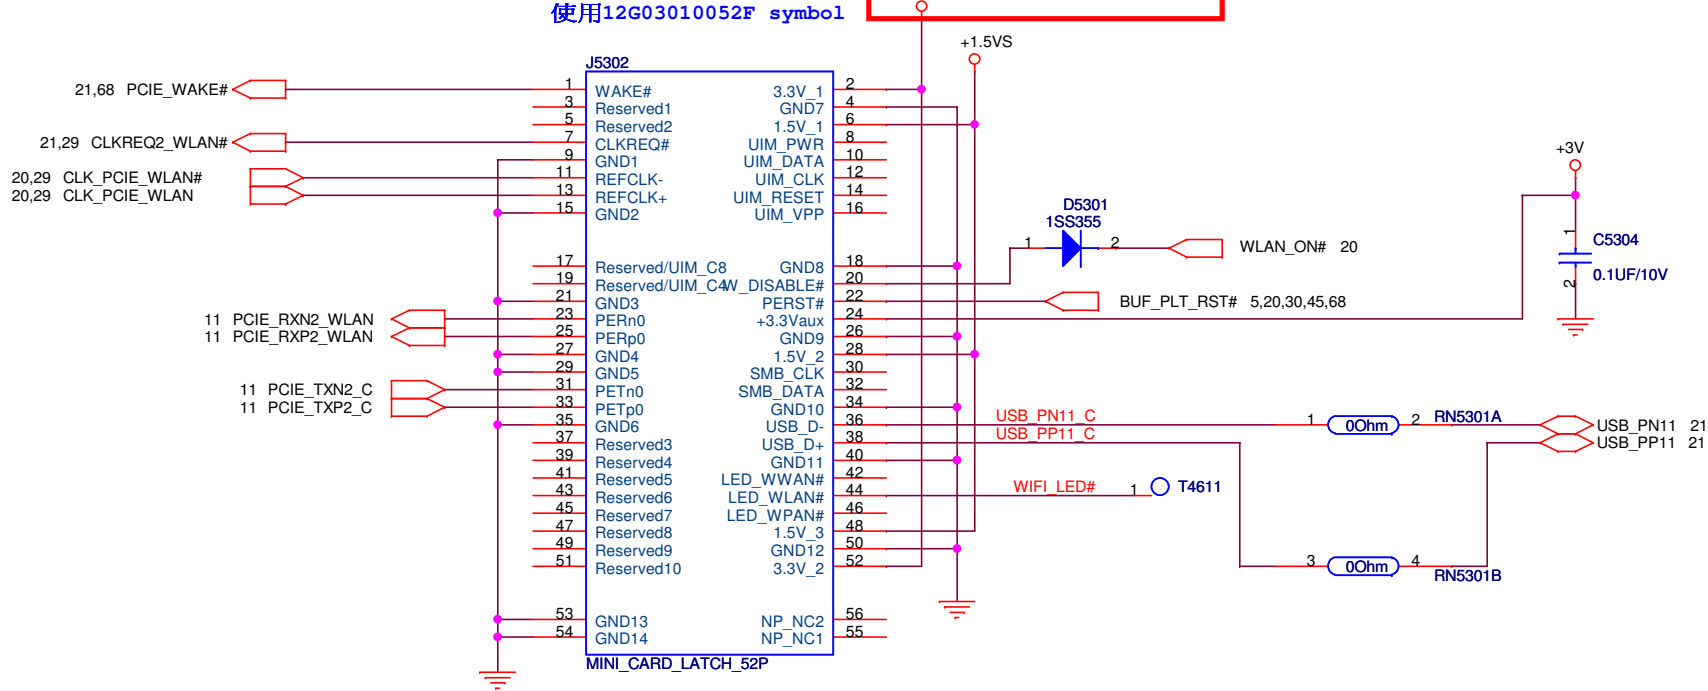 使用12G03010052F symbol
+1.5VS
J5302
21,68 PCIE_WAKE# 1 WAKE# 3.3V_1 2
3 Reserved1 GND7 4
5 Reserved2 1.5V_1 6
21,29 CLKREQ2_WLAN# 7 CLKREQ# UIM_PWR 8
9 GND1 UIM_DATA 10
20,29 CLK_PCIE_WLAN# 11 REFCLK- UIM_CLK 12
20,29 CLK_PCIE_WLAN 13 REFCLK+ UIM_RESET 14
15 GND2 UIM_VPP 16
+3V
D5301
1SS355
1 2 WLAN_ON# 20
1 C5304
0.1UF/10V
2
17 Reserved/UIM_C8 GND8 18
19 Reserved/UIM_C4 W_DISABLE# 20
21 GND3 PERST# 22 BUF_PLT_RST# 5,20,30,45,68
11 PCIE_RXN2_WLAN 23 PERn0 +3.3Vaux 24
11 PCIE_RXP2_WLAN 25 PERp0 GND9 26
27 GND4 1.5V_2 28
29 GND5 SMB_CLK 30
11 PCIE_TXN2_C 31 PETn0 SMB_DATA 32
11 PCIE_TXP2_C 33 PETp0 GND10 34
35 GND6 USB_D- 36 USB_PN11_C 1 0Ohm 2 RN5301A USB_PN11 21
37 Reserved3 USB_D+ 38 USB_PP11_C USB_PP11 21
39 Reserved4 GND11 40
41 Reserved5 LED_WWAN# 42
43 Reserved6 LED_WLAN# 44 WIFI_LED# 1 T4611
45 Reserved7 LED_WPAN# 46
47 Reserved8 1.5V_3 48
49 Reserved9 GND12 50
51 Reserved10 3.3V_2 52 3 0Ohm 4 RN5301B
53 GND13 NP_NC2 56
54 GND14 NP_NC1 55
MINI_CARD_LATCH_52P